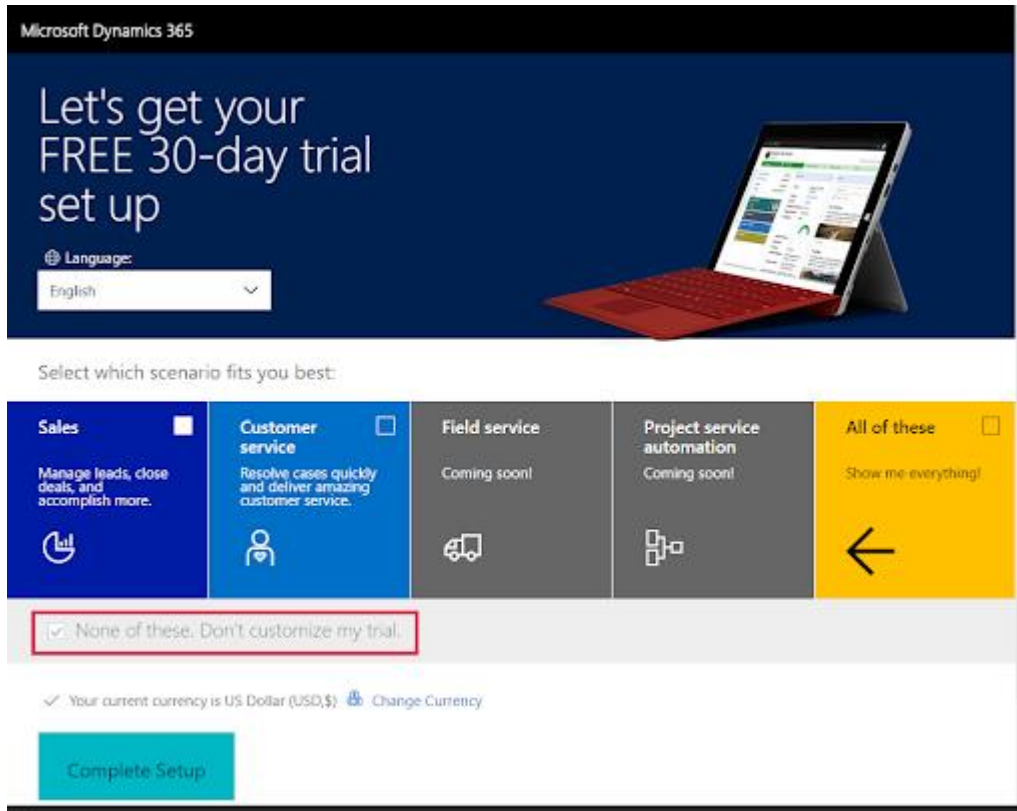 Microsoft Dynamics 365
Let's get your
FREE 30-day trial
set up
Language:
English
Select which scenario fits you best:
Sales
Manage leads, close
deals, and
accomplish more.
Customer
service
Resolve cases quickly
and deliver amazing
customer service.
Field service
Coming soon!
Project service
automation
Coming soon!
All of these
Show me everything!
None of these. Don't customize my trial.
Your current currency is US Dollar (USD,$) Change Currency
Complete Setup